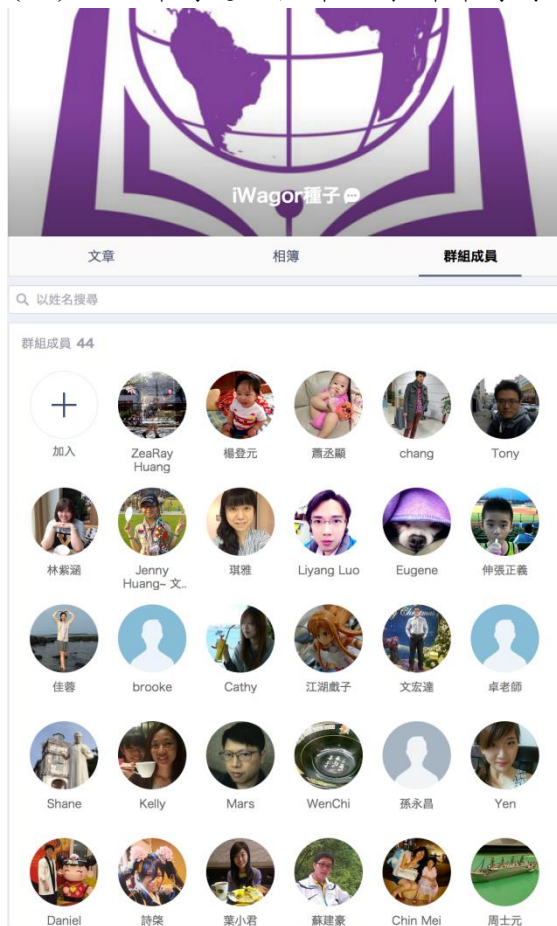 iWagor種子
文章 相簿 群組成員
以姓名搜尋
群組成員 44
加入 ZeaRay Huang 楊登元 蕭丞顯 chang Tony
林紫涵 Jenny Huang~ 文.. 琪雅 Liyang Luo Eugene 伸張正義
佳蓉 brooke Cathy 江湖戲子 文宏達 卓老師
Shane Kelly Mars WenChi 孫永昌 Yen
Daniel 詩棨 葉小君 蘇建豪 Chin Mei 周士元